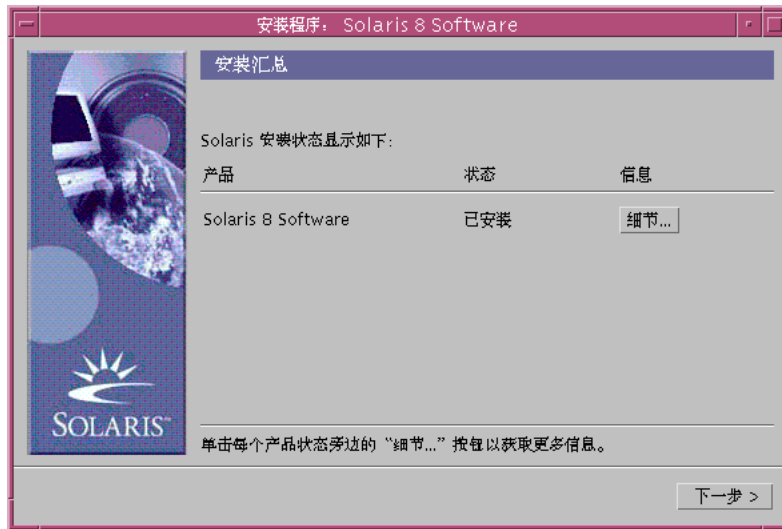 安装程序： Solaris 8 Software
安装汇总
Solaris 安装状态显示如下：
产品 状态 信息
Solaris 8 Software 已安装 细节...
SOLARIS™
单击每个产品状态旁边的“细节...”按钮以获取更多信息。
下一步 >